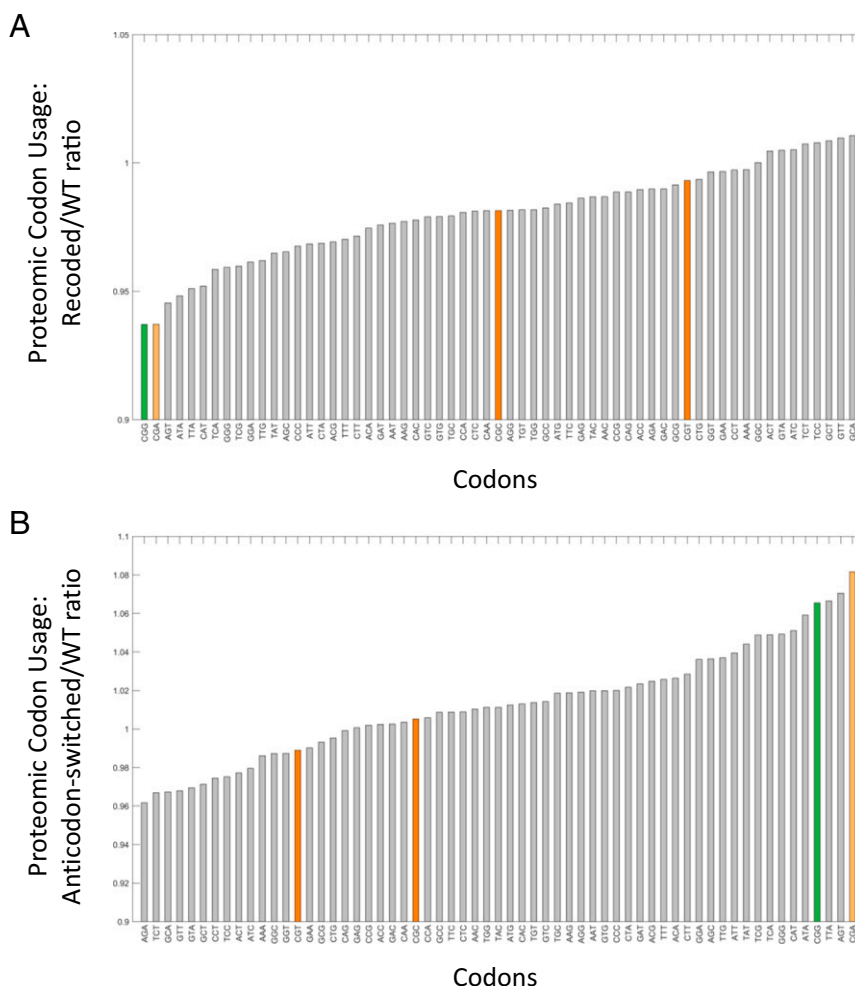 A
Proteomic Codon Usage:
Recoded/WT ratio
1.05
1
0.95
0.9
CGG CGA AGT ATA TTA CAT TCA GGG TCG GGA TTG TAT AGC CCC ATT CTA ACG TTT CTT ACA GAT AAT AAG CAC GTC GTG TGC CCA CTC CAA CGC AGG TGT TGG GCC ATG TTC GAG TAC AAC CCG CAG ACC AGA GAC GCG CGT CTG GGT GAA CCT AAA GGC ACT GTA ATC TCT TCC GCT GTT GCA
Codons
B
Proteomic Codon Usage:
Anticodon-switched/WT ratio
1.1
1.08
1.06
1.04
1.02
1
0.98
0.96
0.94
0.92
0.9
AGA TCT GCA GTT GTA GCT CCT TCC ACT ATC AAA GGC GGT CGT GAA GCG CTG CAG GAG CCG ACC GAC CAA CGC CCA GCC TTC CTC AAC TGG TAC ATG CAC TGT GTC TGC AAG AGG AAT GTG CCC CTA GAT ACG TTT ACA CTT GGA AGC TTG ATT TAT TCG TCA GGG CAT ATA CGG TTA AGT CGA
Codons